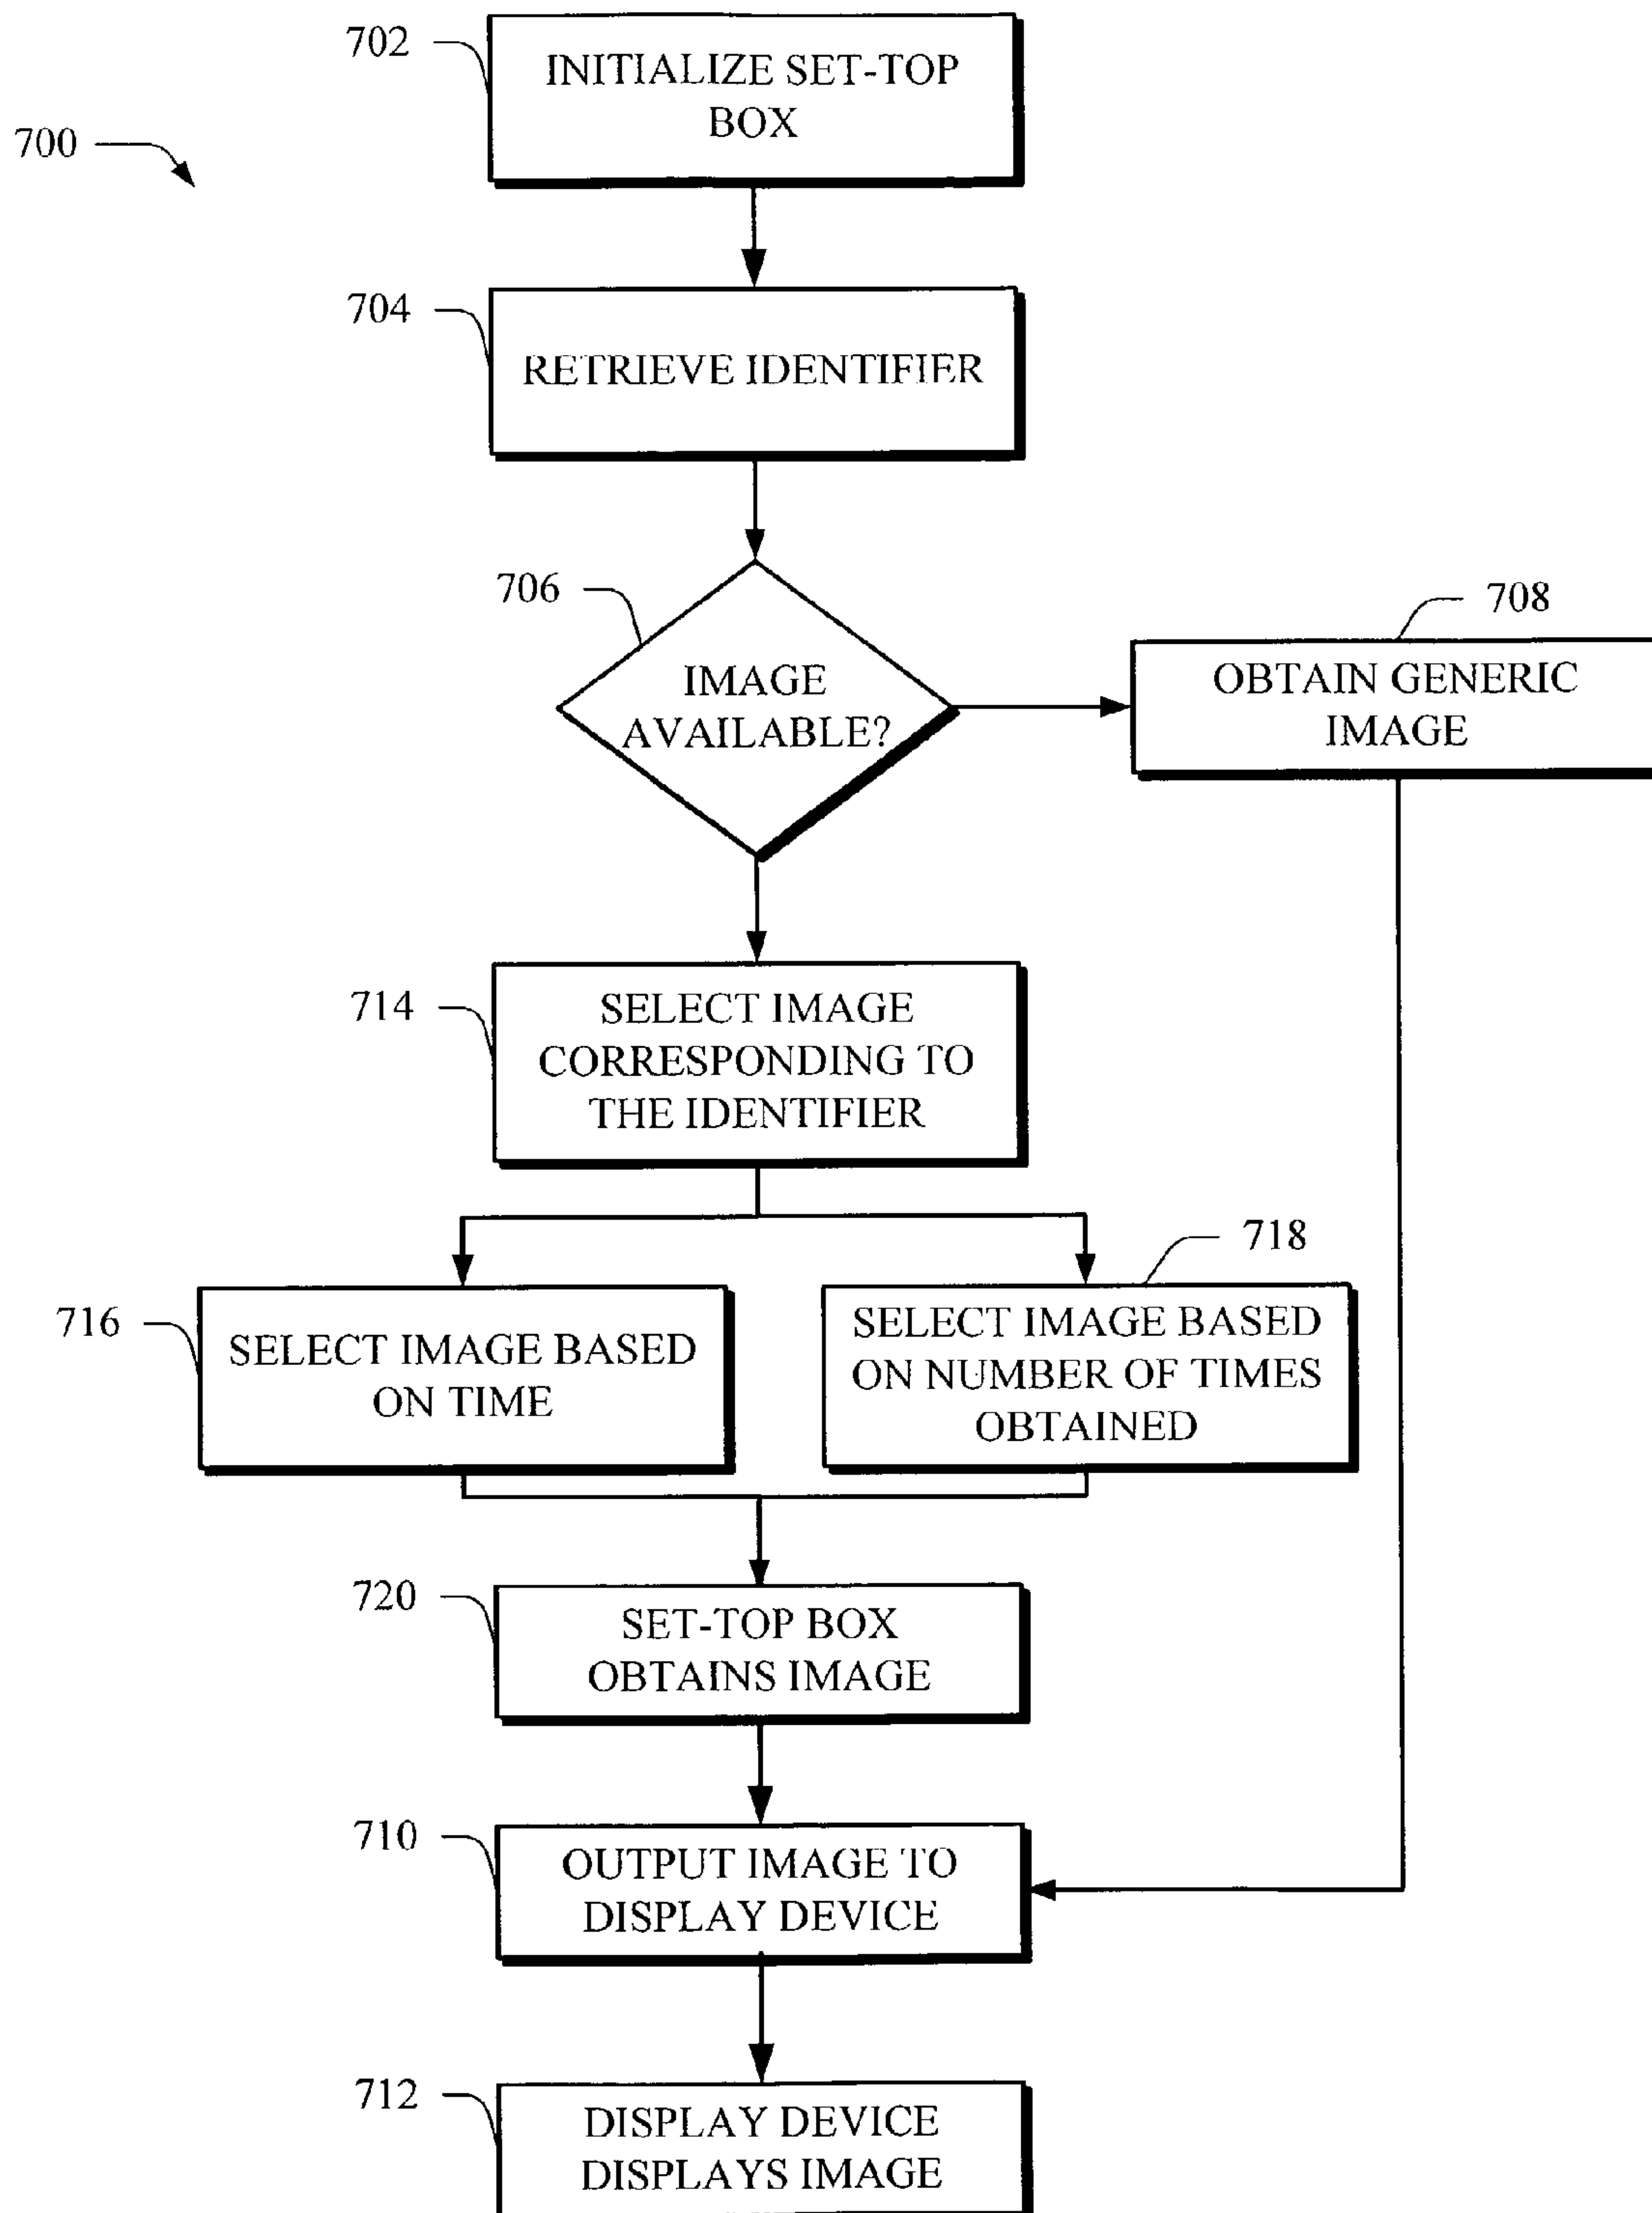 702
INITIALIZE SET-TOP
BOX
700
704
RETRIEVE IDENTIFIER
706
IMAGE
AVAILABLE?
708
OBTAIN GENERIC
IMAGE
714
SELECT IMAGE
CORRESPONDING TO
THE IDENTIFIER
716
SELECT IMAGE BASED
ON TIME
718
SELECT IMAGE BASED
ON NUMBER OF TIMES
OBTAINED
720
SET-TOP BOX
OBTAINS IMAGE
710
OUTPUT IMAGE TO
DISPLAY DEVICE
712
DISPLAY DEVICE
DISPLAYS IMAGE